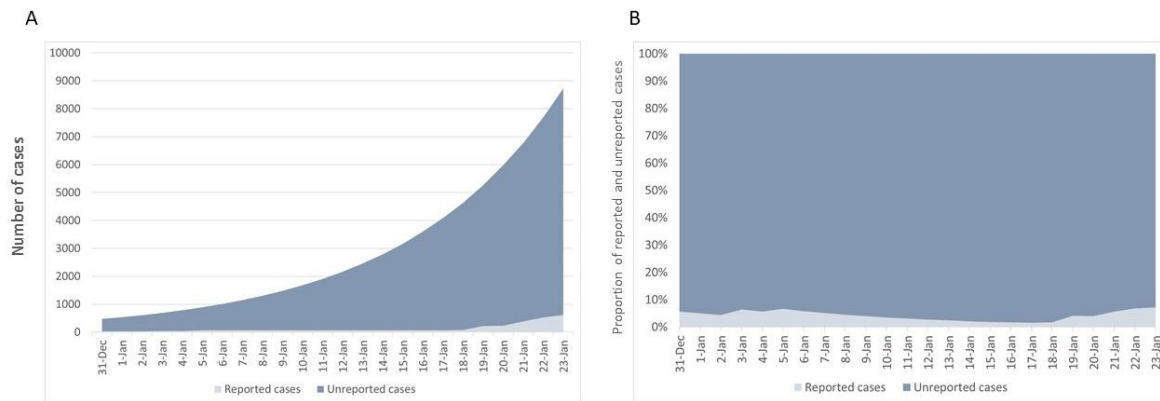 A
Number of cases
10000
9000
8000
7000
6000
5000
4000
3000
2000
1000
0
31-Dec
1-Jan
2-Jan
3-Jan
4-Jan
5-Jan
6-Jan
7-Jan
8-Jan
9-Jan
10-Jan
11-Jan
12-Jan
13-Jan
14-Jan
15-Jan
16-Jan
17-Jan
18-Jan
19-Jan
20-Jan
21-Jan
22-Jan
23-Jan
Reported cases Unreported cases
B
Proportion of reported and unreported cases
100%
90%
80%
70%
60%
50%
40%
30%
20%
10%
0%
31-Dec
1-Jan
2-Jan
3-Jan
4-Jan
5-Jan
6-Jan
7-Jan
8-Jan
9-Jan
10-Jan
11-Jan
12-Jan
13-Jan
14-Jan
15-Jan
16-Jan
17-Jan
18-Jan
19-Jan
20-Jan
21-Jan
22-Jan
23-Jan
Reported cases Unreported cases